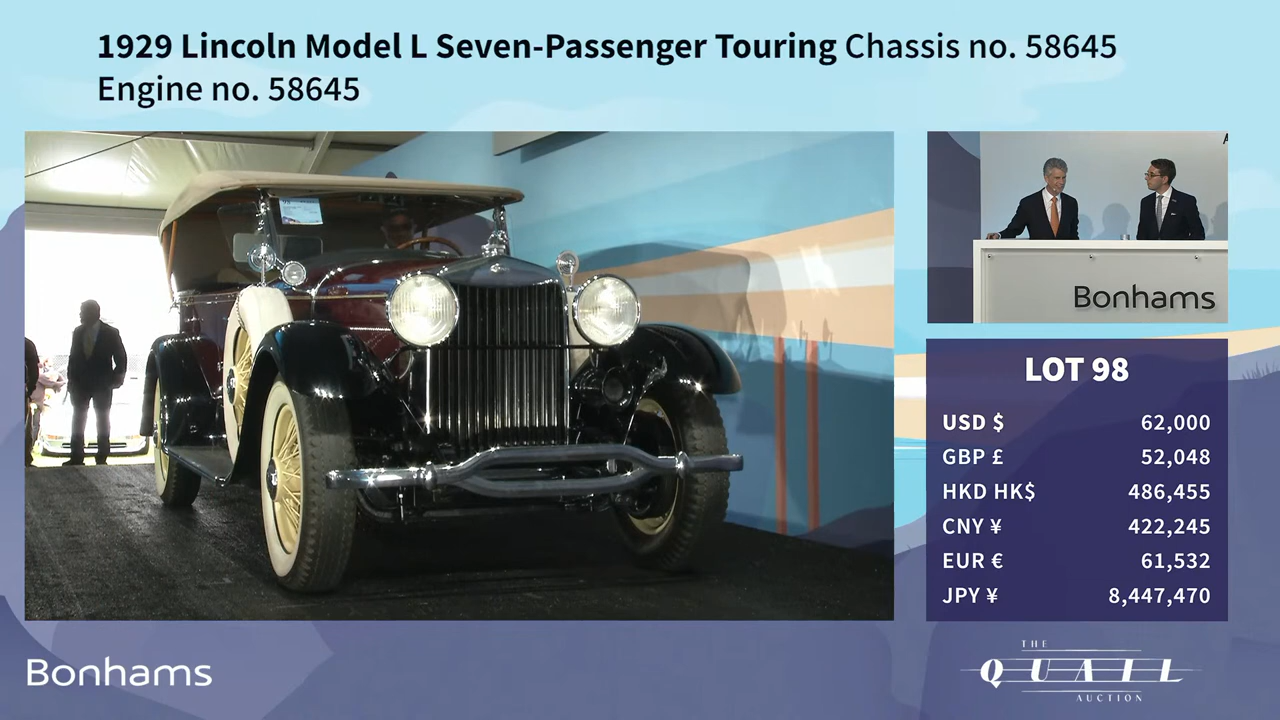 1929 Lincoln Model L Seven-Passenger Touring Chassis no. 58645
Engine no. 58645
Bonhams
LOT 98
USD $ 62,000
GBP £ 52,048
HKD HK$ 486,455
CNY ¥ 422,245
EUR € 61,532
JPY ¥ 8,447,470
Bonhams
THE
QUAIL
AUCTION